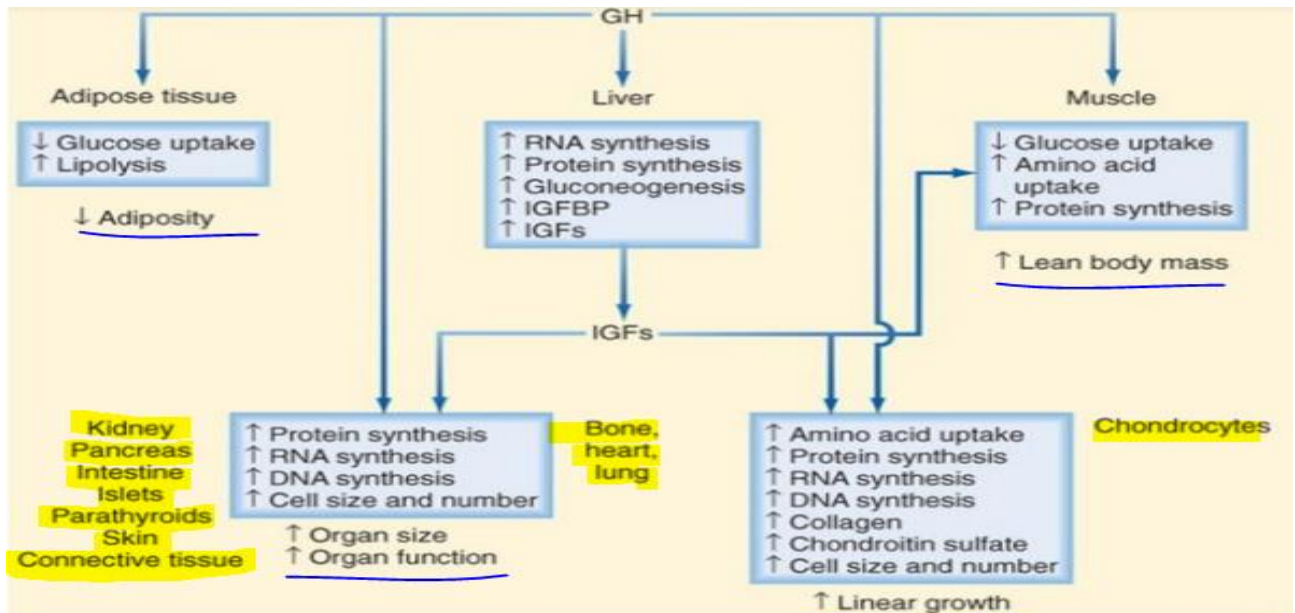 GH
Adipose tissue
↓ Glucose uptake
↑ Lipolysis
↓ Adiposity
Liver
↑ RNA synthesis
↑ Protein synthesis
↑ Gluconeogenesis
↑ IGFBP
↑ IGFs
Muscle
↓ Glucose uptake
↑ Amino acid
uptake
↑ Protein synthesis
↑ Lean body mass
IGFs
Kidney
Pancreas
Intestine
Islets
Parathyroids
Skin
Connective tissue
↑ Protein synthesis
↑ RNA synthesis
↑ DNA synthesis
↑ Cell size and number
↑ Organ size
↑ Organ function
Bone,
heart,
lung
↑ Amino acid uptake
↑ Protein synthesis
↑ RNA synthesis
↑ DNA synthesis
↑ Collagen
↑ Chondroitin sulfate
↑ Cell size and number
↑ Linear growth
Chondrocytes